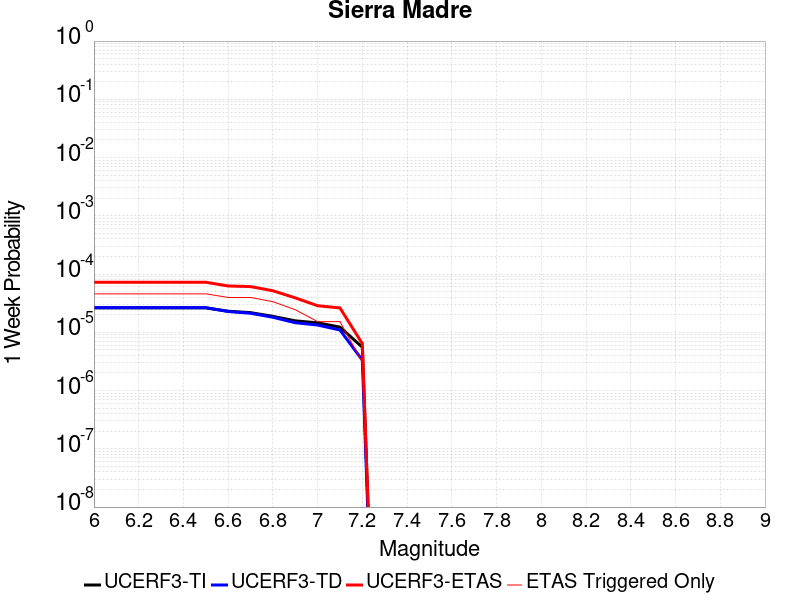 Sierra Madre
10^0
10^-1
10^-2
10^-3
10^-4
10^-5
10^-6
10^-7
10^-8
1 Week Probability
6 6.2 6.4 6.6 6.8 7 7.2 7.4 7.6 7.8 8 8.2 8.4 8.6 8.8 9
Magnitude
UCERF3-TI UCERF3-TD UCERF3-ETAS ETAS Triggered Only